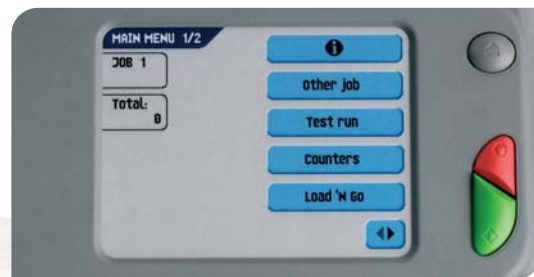 MAIN MENU 1/2
JOB 1
Total:
0
Other job
Test run
Counters
Load 'N Go